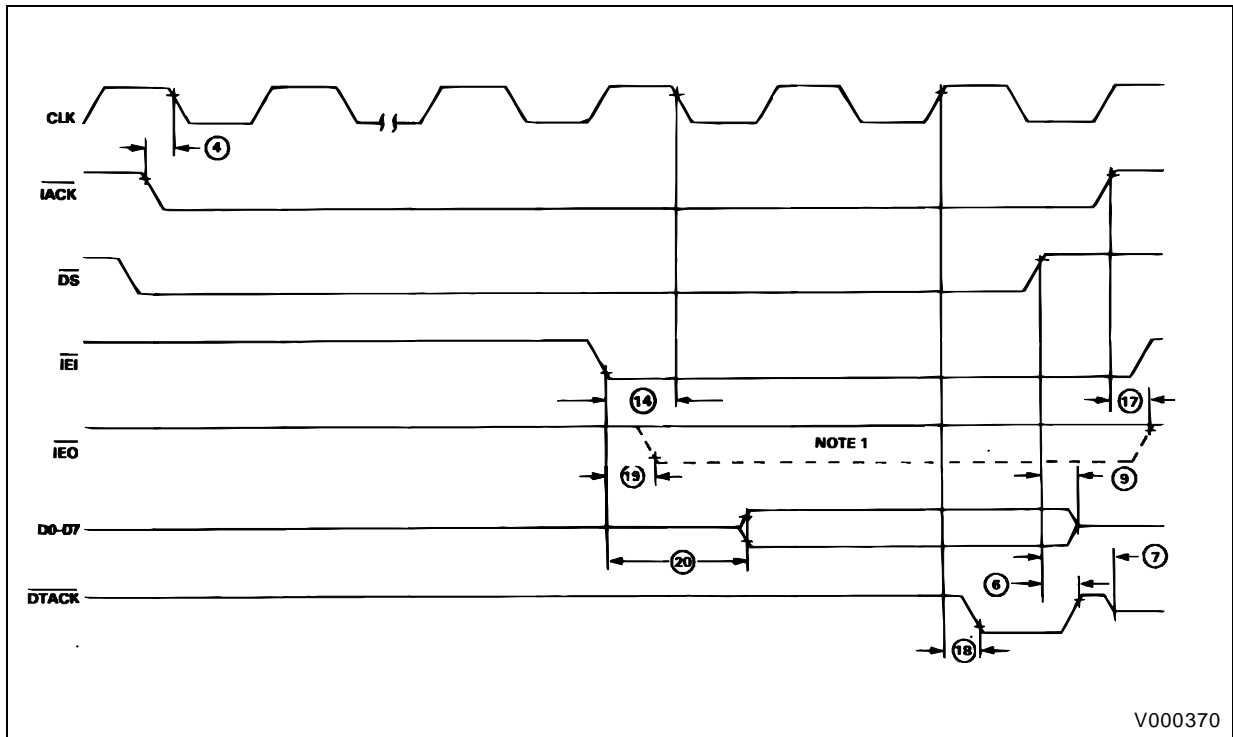 CLK
4
IACK
DS
IEI
14
17
IEO
NOTE 1
19
9
D0-D7
20
7
6
DTACK
18
V000370